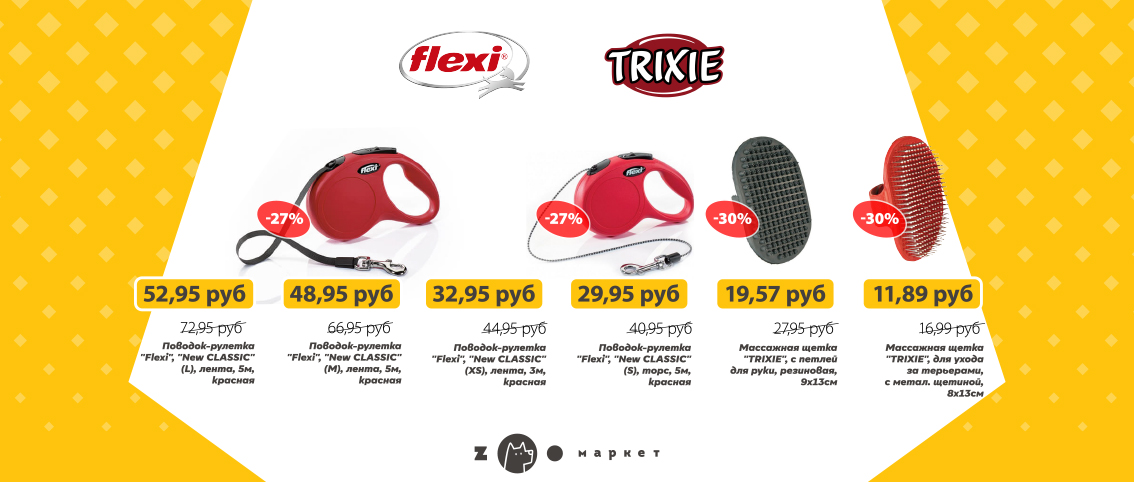 flexi®
TRIXIE
flexi
flexi
-27%
-27%
-30%
-30%
52,95 руб
72,95 руб
Поводок-рулетка
"Flexi", "New CLASSIC"
(L), лента, 5м,
красная
48,95 руб
66,95 руб
Поводок-рулетка
"Flexi", "New CLASSIC"
(M), лента, 5м,
красная
32,95 руб
44,95 руб
Поводок-рулетка
"Flexi", "New CLASSIC"
(XS), лента, 3м,
красная
29,95 руб
40,95 руб
Поводок-рулетка
"Flexi", "New CLASSIC"
(S), торс, 5м,
красная
19,57 руб
27,95 руб
Массажная щетка
"TRIXIE", с петлей
для руки, резиновая,
9х13см
11,89 руб
16,99 руб
Массажная щетка
"TRIXIE", для ухода
за терьерами,
с метал. щетиной,
8х13см
Z маркет